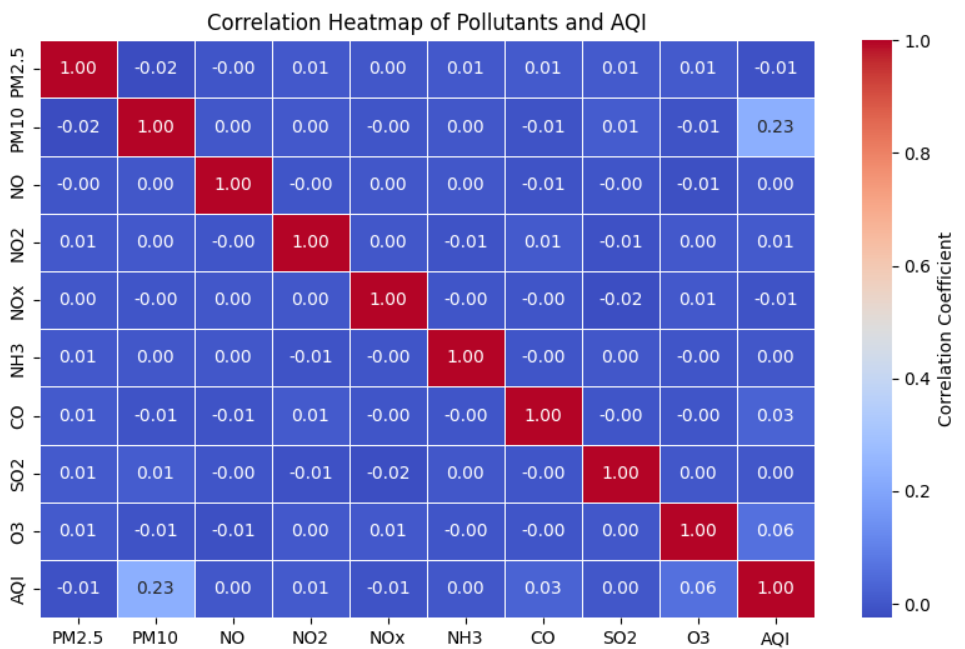 Correlation Heatmap of Pollutants and AQI
PM2.5 1.00 -0.02 -0.00 0.01 0.00 0.01 0.01 0.01 0.01 -0.01
PM10 -0.02 1.00 0.00 0.00 -0.00 0.00 -0.01 0.01 -0.01 0.23
NO -0.00 0.00 1.00 -0.00 0.00 0.00 -0.01 -0.00 -0.01 0.00
NO2 0.01 0.00 -0.00 1.00 0.00 -0.01 0.01 -0.01 0.00 0.01
NOx 0.00 -0.00 0.00 0.00 1.00 -0.00 -0.00 -0.02 0.01 -0.01
NH3 0.01 0.00 0.00 -0.01 -0.00 1.00 -0.00 0.00 -0.00 0.00
CO 0.01 -0.01 -0.01 0.01 -0.00 -0.00 1.00 -0.00 -0.00 0.03
SO2 0.01 0.01 -0.00 -0.01 -0.02 0.00 -0.00 1.00 0.00 0.00
O3 0.01 -0.01 -0.01 0.00 0.01 -0.00 -0.00 0.00 1.00 0.06
AQI -0.01 0.23 0.00 0.01 -0.01 0.00 0.03 0.00 0.06 1.00
PM2.5 PM10 NO NO2 NOx NH3 CO SO2 O3 AQI
1.0
0.8
0.6
0.4
0.2
0.0
Correlation Coefficient